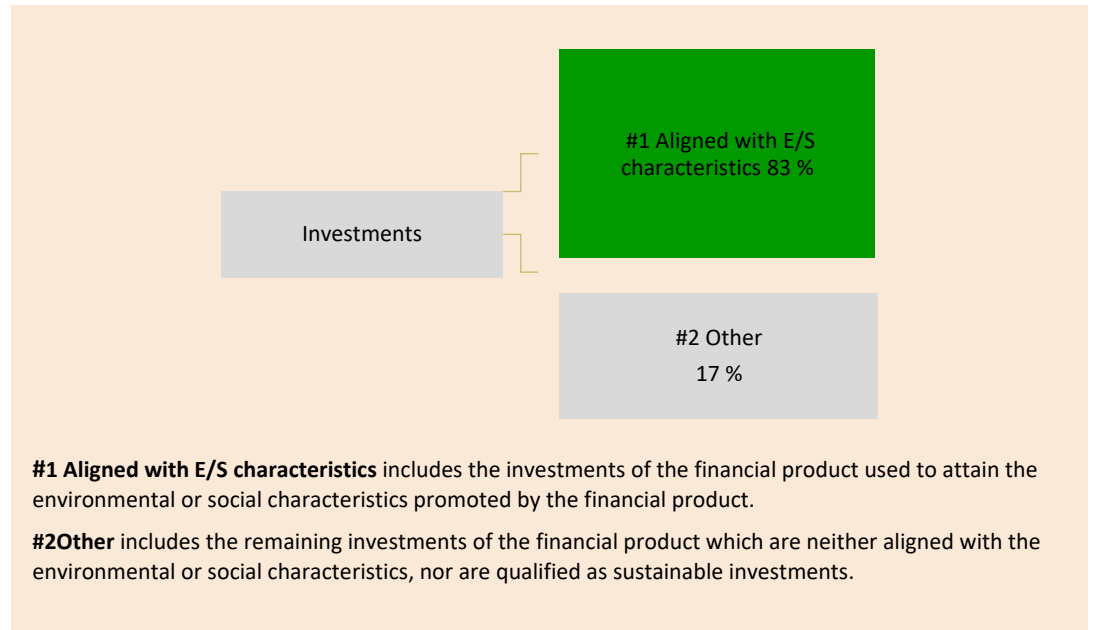 #1 Aligned with E/S
characteristics 83 %
Investments
#2 Other
17 %
#1 Aligned with E/S characteristics includes the investments of the financial product used to attain the
environmental or social characteristics promoted by the financial product.
#2Other includes the remaining investments of the financial product which are neither aligned with the
environmental or social characteristics, nor are qualified as sustainable investments.